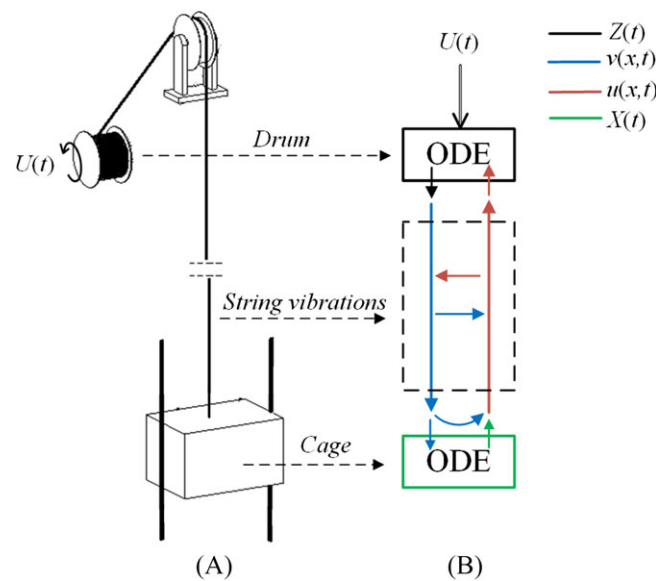 U(t)
Z(t)
v(x,t)
u(x,t)
X(t)
U(t)
Drum
ODE
String vibrations
Cage
ODE
(A)
(B)